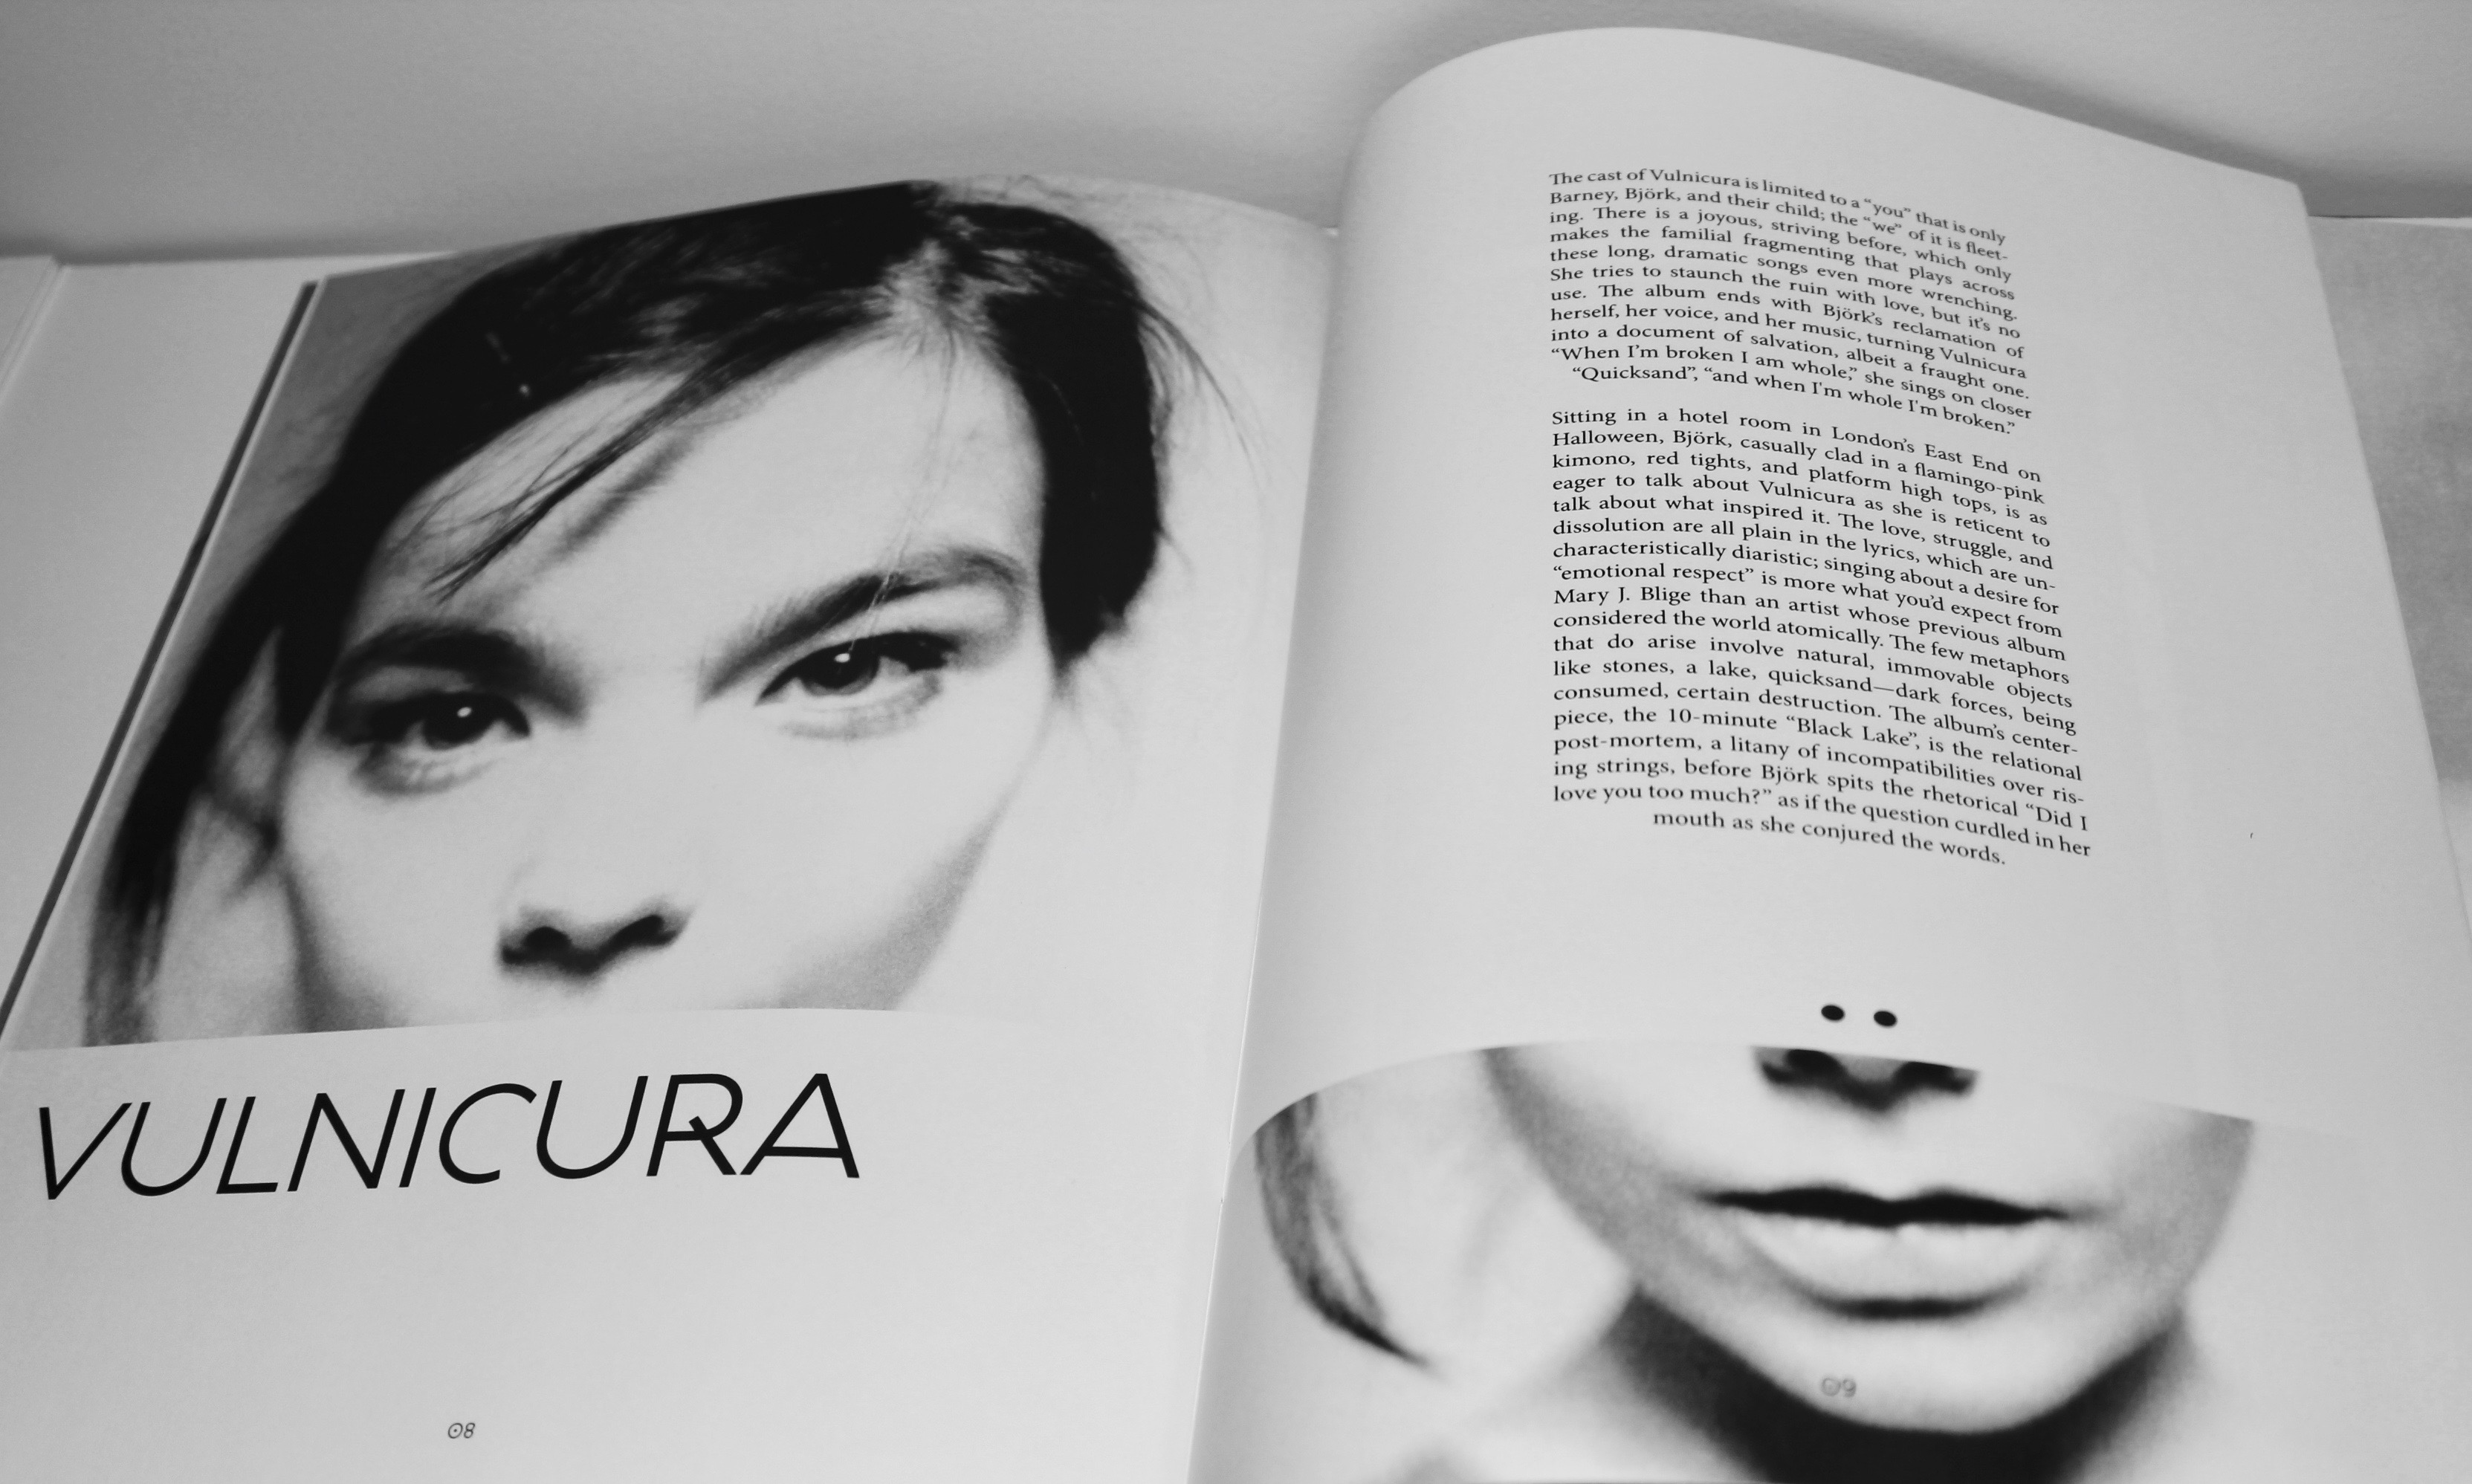 VULNICURA
08
The cast of Vulnicura is limited to a “you” that is only
Barney, Björk, and their child; the “we” of it is fleet-
ing. There is a joyous, striving before, which only
makes the familial fragmenting that plays across
these long, dramatic songs even more wrenching.
She tries to staunch the ruin with love, but it's no
use. The album ends with Björk's reclamation of
herself, her voice, and her music, turning Vulnicura
into a document of salvation, albeit a fraught one.
“When I'm broken I am whole,” she sings on closer
“Quicksand”, “and when I'm whole I'm broken.”
Sitting in a hotel room in London's East End on
Halloween, Björk, casually clad in a flamingo-pink
kimono, red tights, and platform high tops, is as
eager to talk about Vulnicura as she is reticent to
talk about what inspired it. The love, struggle, and
dissolution are all plain in the lyrics, which are un-
characteristically diaristic; singing about a desire for
“emotional respect” is more what you'd expect from
Mary J. Blige than an artist whose previous album
considered the world atomically. The few metaphors
that do arise involve natural, immovable objects
like stones, a lake, quicksand—dark forces, being
consumed, certain destruction. The album's center-
piece, the 10-minute “Black Lake”, is the relational
post-mortem, a litany of incompatibilities over ris-
ing strings, before Björk spits the rhetorical “Did I
love you too much?” as if the question curdled in her
mouth as she conjured the words.
09